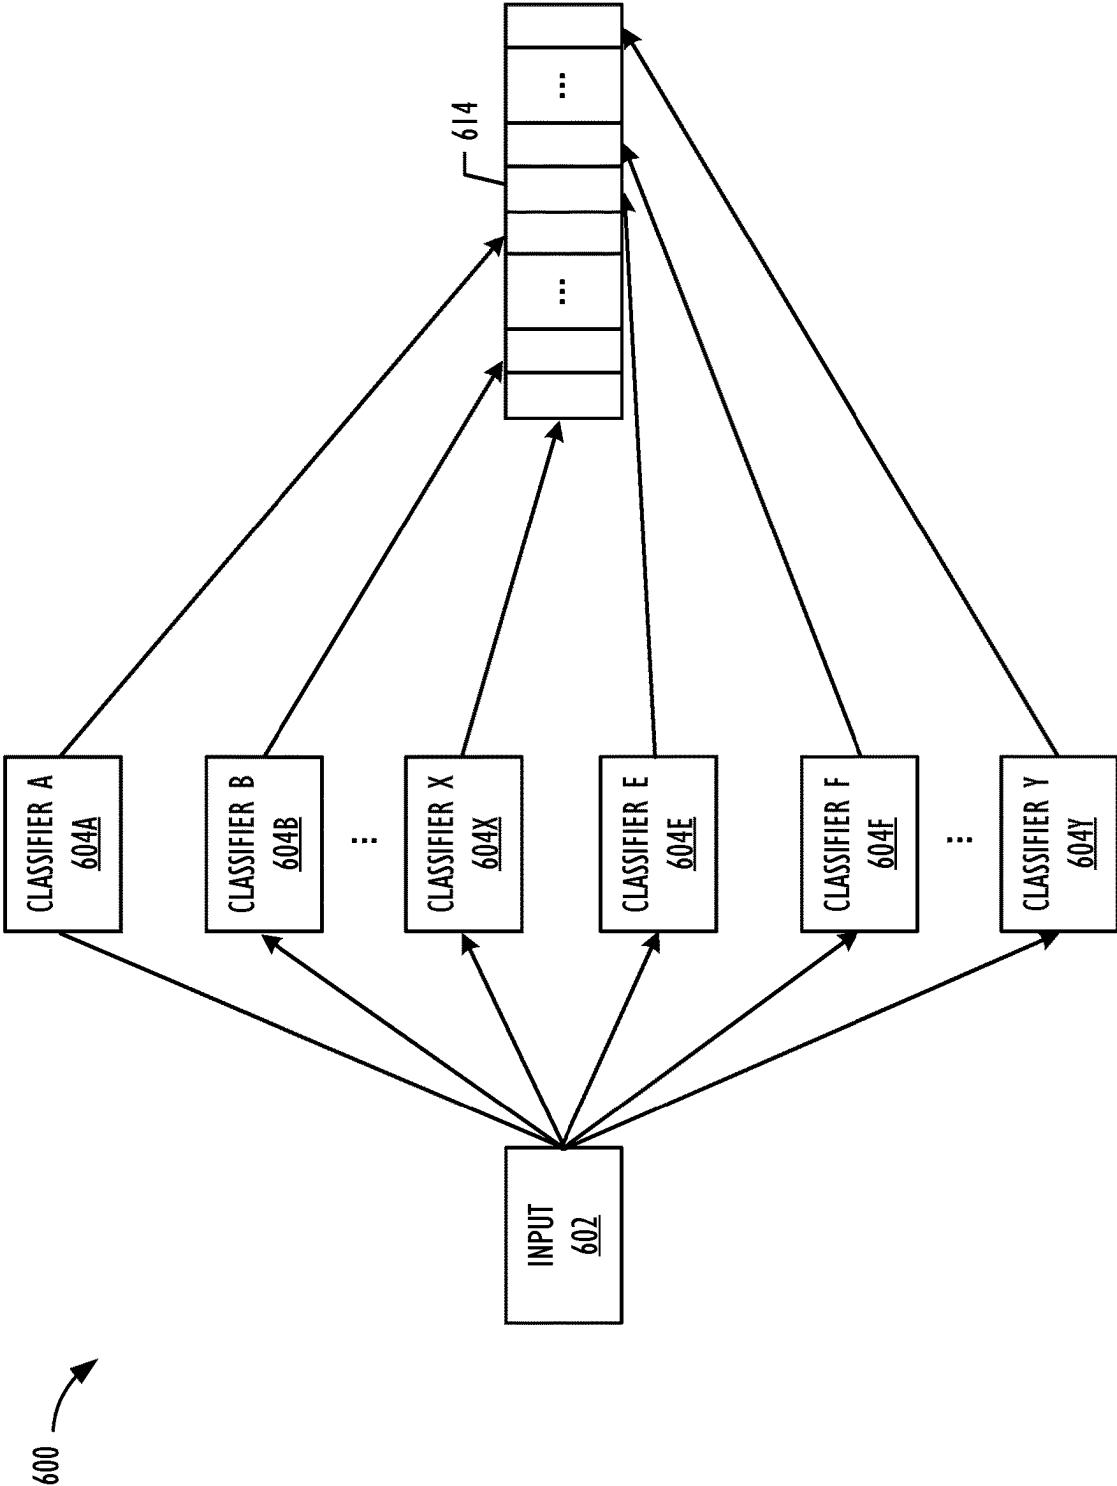 600
INPUT
602
CLASSIFIER A
604A
CLASSIFIER B
604B
...
CLASSIFIER X
604X
CLASSIFIER E
604E
CLASSIFIER F
604F
...
CLASSIFIER Y
604Y
614
...
...